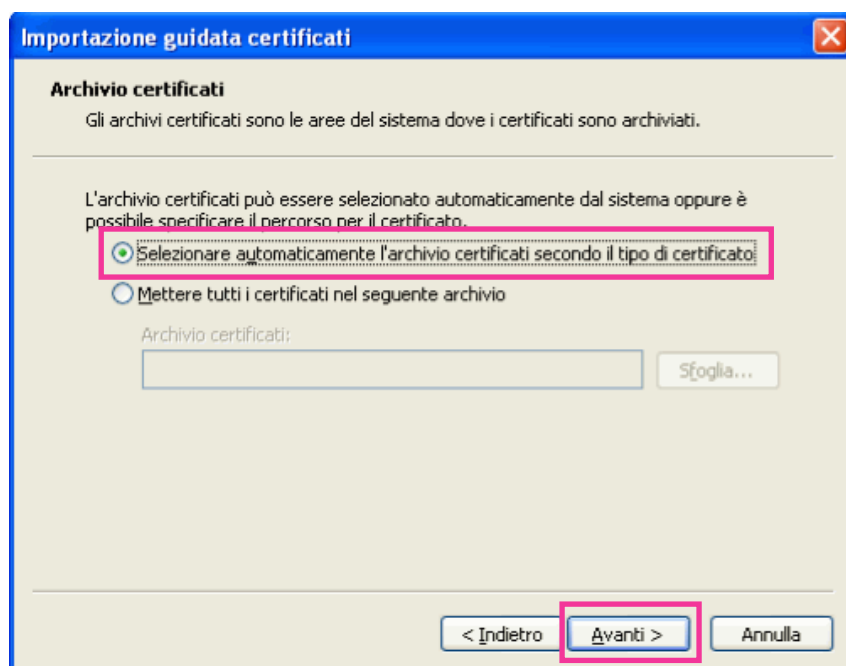 Importazione guidata certificati
Archivio certificati
Gli archivi certificati sono le aree del sistema dove i certificati sono archiviati.
L'archivio certificati può essere selezionato automaticamente dal sistema oppure è
possibile specificare il percorso per il certificato.
Selezionare automaticamente l'archivio certificati secondo il tipo di certificato
Mettere tutti i certificati nel seguente archivio
Archivio certificati:
Sfoglia...
< Indietro
Avanti >
Annulla